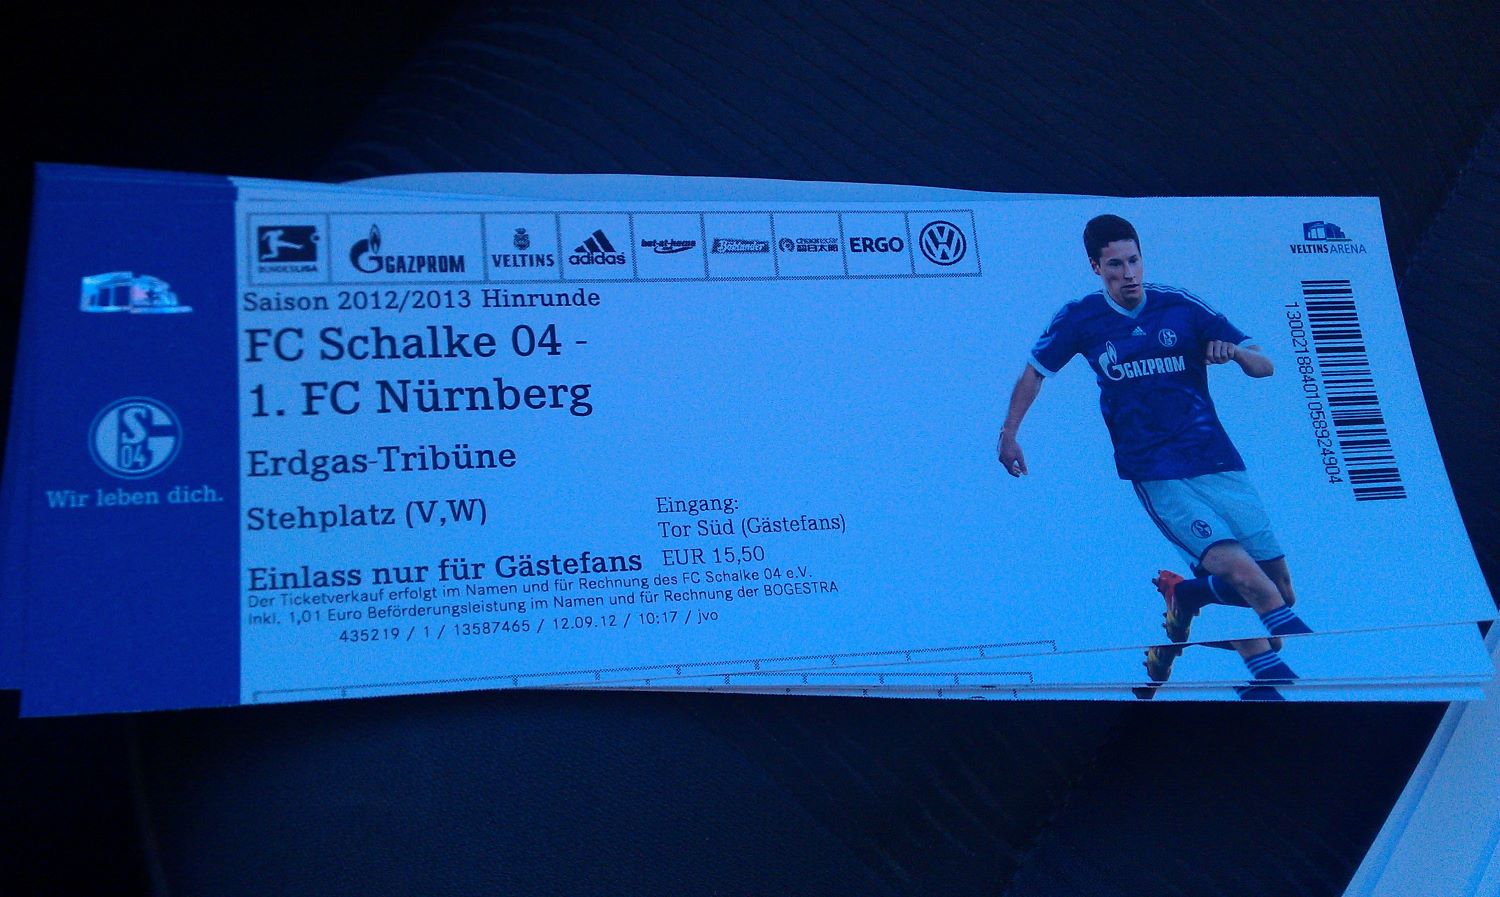 BUNDESLIGA
GAZPROM
VELTINS
adidas
ERGO
VELTINS ARENA
Saison 2012/2013 Hinrunde
FC Schalke 04 -
1. FC Nürnberg
Erdgas-Tribüne
Stehplatz (V,W)
Eingang:
Tor Süd (Gästefans)
Einlass nur für Gästefans
EUR 15,50
Der Ticketverkauf erfolgt im Namen und für Rechnung des FC Schalke 04 e.V.
Inkl. 1,01 Euro Beförderungsleistung im Namen und für Rechnung der BOGESTRA
435219 / 1 / 13587465 / 12.09.12 / 10:17 / jvo
S
04
Wir leben dich.
GAZPROM
13002188401058924904